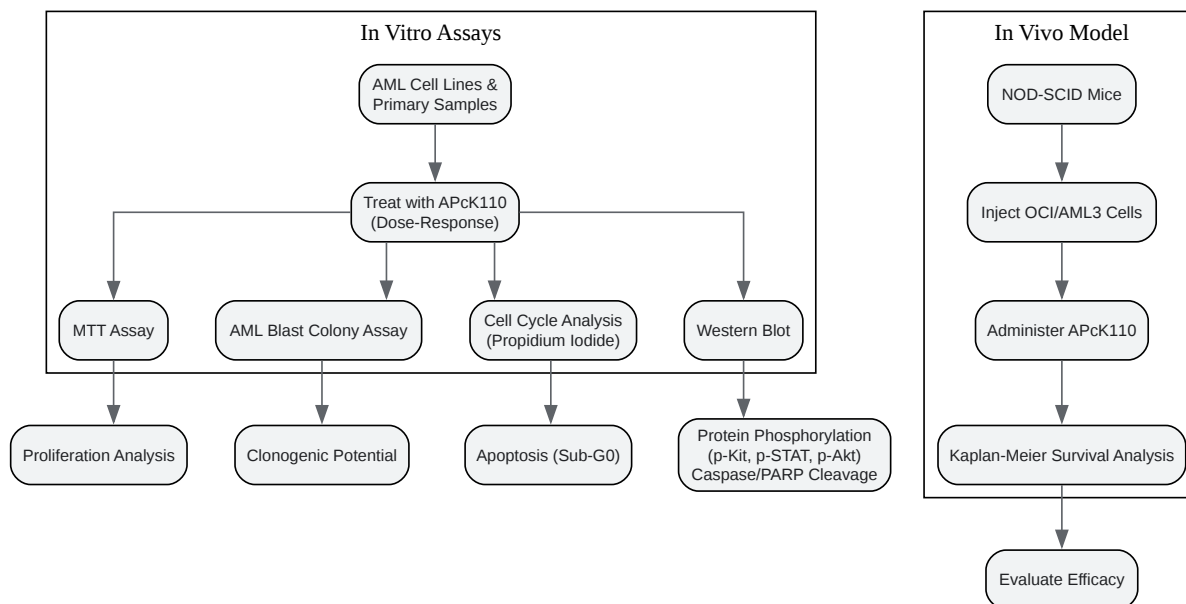 In Vitro Assays
AML Cell Lines &
Primary Samples
Treat with APcK110
(Dose-Response)
MTT Assay
AML Blast Colony Assay
Cell Cycle Analysis
(Propidium Iodide)
Western Blot
Proliferation Analysis
Clonogenic Potential
Apoptosis (Sub-G0)
Protein Phosphorylation
(p-Kit, p-STAT, p-Akt)
Caspase/PARP Cleavage
In Vivo Model
NOD-SCID Mice
Inject OCI/AML3 Cells
Administer APcK110
Kaplan-Meier Survival Analysis
Evaluate Efficacy